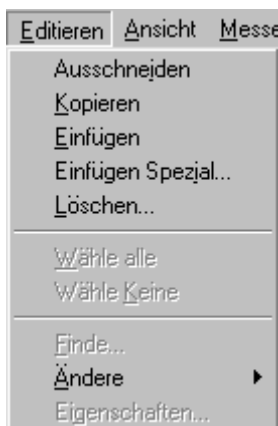 Editieren Ansicht Messe
Ausschneiden
Kopieren
Einfügen
Einfügen Spezial...
Löschen...
Wähle alle
Wähle Keine
Finde...
Ändere
Eigenschaften...